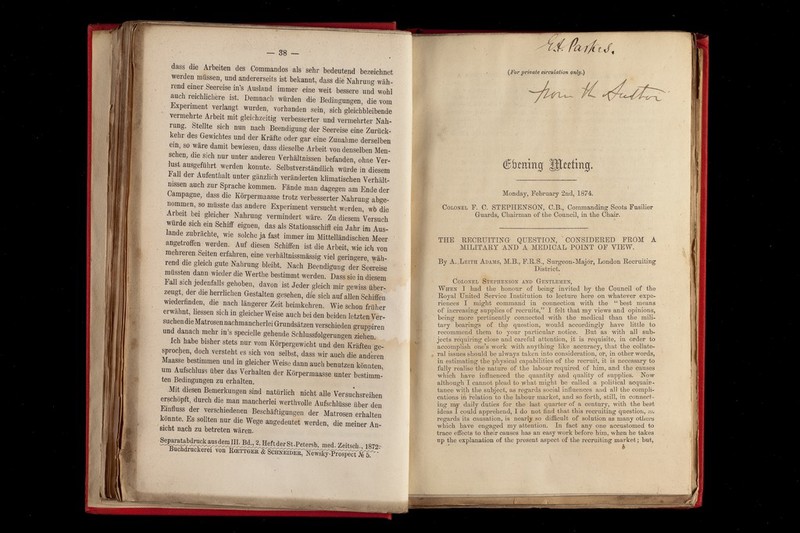 — 38 —
dass die Arbeiten des Commandos als sehr bedeutend bezeichnet
werden müssen, und andererseits ist bekannt, dass die Nahrung wäh-
rend einer Seereise in's Ausland immer eine weit bessere und wohl
auch reichlichere ist. Demnach würden die Bedingungen, die vom
Experiment verlangt wurden, vorhanden sein, sich gleichbleibende
vermehrte Arbeit mit gleichzeitig verbesserter und vermehrter Nah-
rung. Stellte sich nun nach Beendigung der Seereise eine Zurück-
kehr des Gewichtes und der Kräfte oder gar eine Zunahme derselben
ein, so wäre damit bewiesen, dass dieselbe Arbeit von denselben Men-
schen, die sich nur unter anderen Verhältnissen befanden, ohne Ver-
lust ausgeführt werden konnte. Selbstverständlich würde in diesem
Fall der Aufenthalt unter gänzlich veränderten klimatischen Verhält-
nissen auch zur Sprache kommen. Fände man dagegen am Ende der
Campagne, dass die Körpermaasse trotz verbesserter Nahrung abge-
nommen, so müsste das andere Experiment versucht werden, wo die
Arbeit bei gleicher Nahrung vermindert wäre. Zu diesem Versuch
würde sich ein Schiff eignen, das als Stationsschiff ein Jahr im Aus-
lande zubrächte, wie solche ja fast immer im Mittelländischen Meer
angetroffen werden. Auf diesen Schiffen ist die Arbeit, wie ich von
mehreren Seiten erfahren, eine verhältnissmässig viel geringere, wäh-
rend die gleich gute Nahrung bleibt. Nach Beendigung der Seereise
müssten dann wieder die Werthe bestimmt werden. Dass sie in diesem
Fall sich jedenfalls gehoben, davon ist Jeder gleich mir gewiss über-
zeugt, der die herrlichen Gestalten gesehen, die sich auf allen Schiffen
wiederfinden, die nach längerer Zeit heimkehren. Wie schon früher
erwähnt, liessen sich in gleicher Weise auch bei den beiden letzten Ver-
suchen die Matrosen nach mancherlei Grundsätzen verschieden gruppiren
und danach mehr in's specielle gehende Schlussfolgerungen ziehen.
Ich habe bisher stets nur vom Körpergewicht und den Kräften ge-
sprochen, doch versteht es sich von selbst, dass wir auch die anderen
Maasse bestimmen und in gleicher Weise dann auch benutzen könnten,
um Aufschluss über das Verhalten der Körpermaasse unter bestimm-
ten Bedingungen zu erhalten.
Mit diesen Bemerkungen sind natürlich nicht alle Versuchsreihen
erschöpft, durch die man mancherlei werthvolle Aufschlüsse über den
Einfluss der verschiedenen Beschäftigungen der Matrosen erhalten
könnte. Es sollten nur die Wege angedeutet werden, die meiner An-
sicht nach zu betreten wären.
Separatabdruck aus dem III. Bd., 2. Heft der St.-Petersb. med. Zeitsch., 1872.
Buchdruckerei von RŒTTGER & SCHNEIDER, Newsky-Prospect № 5.
Parkes.
(For private circulation only.)
from the Author
Evening Meeting.
Monday, February 2nd, 1874.
COLONEL F. C. STEPHENSON, C.B., Commanding Scots Fusilier
Guards, Chairman of the Council, in the Chair.
THE RECRUITING QUESTION, CONSIDERED FROM A
MILITARY AND A MEDICAL POINT OF VIEW.
By A. LEITH ADAMS, M.B., F.R.S., Surgeon-Major, London Recruiting
District.
COLONEL STEPHENSON AND GENTLEMEN,
WHEN I had the honour of being invited by the Council of the
Royal United Service Institution to lecture here on whatever expe-
riences I might command in connection with the “best means
of increasing supplies of recruits,” I felt that my views and opinions,
being more pertinently connected with the medical than the mili-
tary bearings of the question, would accordingly have little to
recommend them to your particular notice. But as with all sub-
jects requiring close and careful attention, it is requisite, in order to
accomplish one's work with anything like accuracy, that the collate-
ral issues should be always taken into consideration, or, in other words,
in estimating the physical capabilities of the recruit, it is necessary to
fully realise the nature of the labour required of him, and the causes
which have influenced the quantity and quality of supplies. Now
although I cannot plead to what might be called a political acquain-
tance with the subject, as regards social influences and all the compli-
cations in relation to the labour market, and so forth, still, in connect-
ing my daily duties for the last quarter of a century, with the best
ideas I could apprehend, I do not find that this recruiting question, as
regards its causation, is nearly so difficult of solution as many others
which have engaged my attention. In fact any one accustomed to
trace effects to their causes has an easy work before him, when he takes
up the explanation of the present aspect of the recruiting market; but,
b